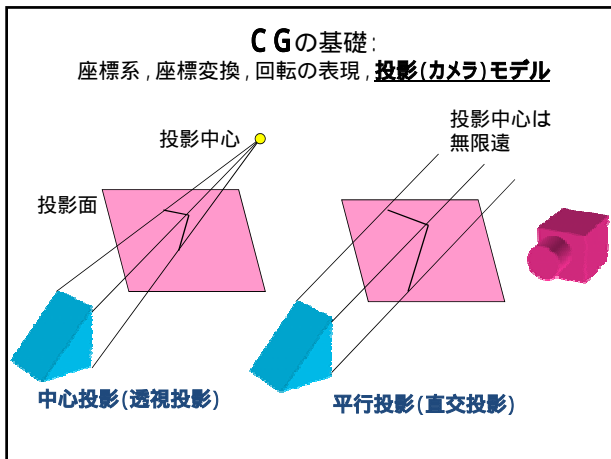 ＣＧの基礎:
座標系,座標変換,回転の表現,投影(カメラ)モデル
投影中心
投影面
投影中心は
無限遠
中心投影(透視投影)
平行投影(直交投影)